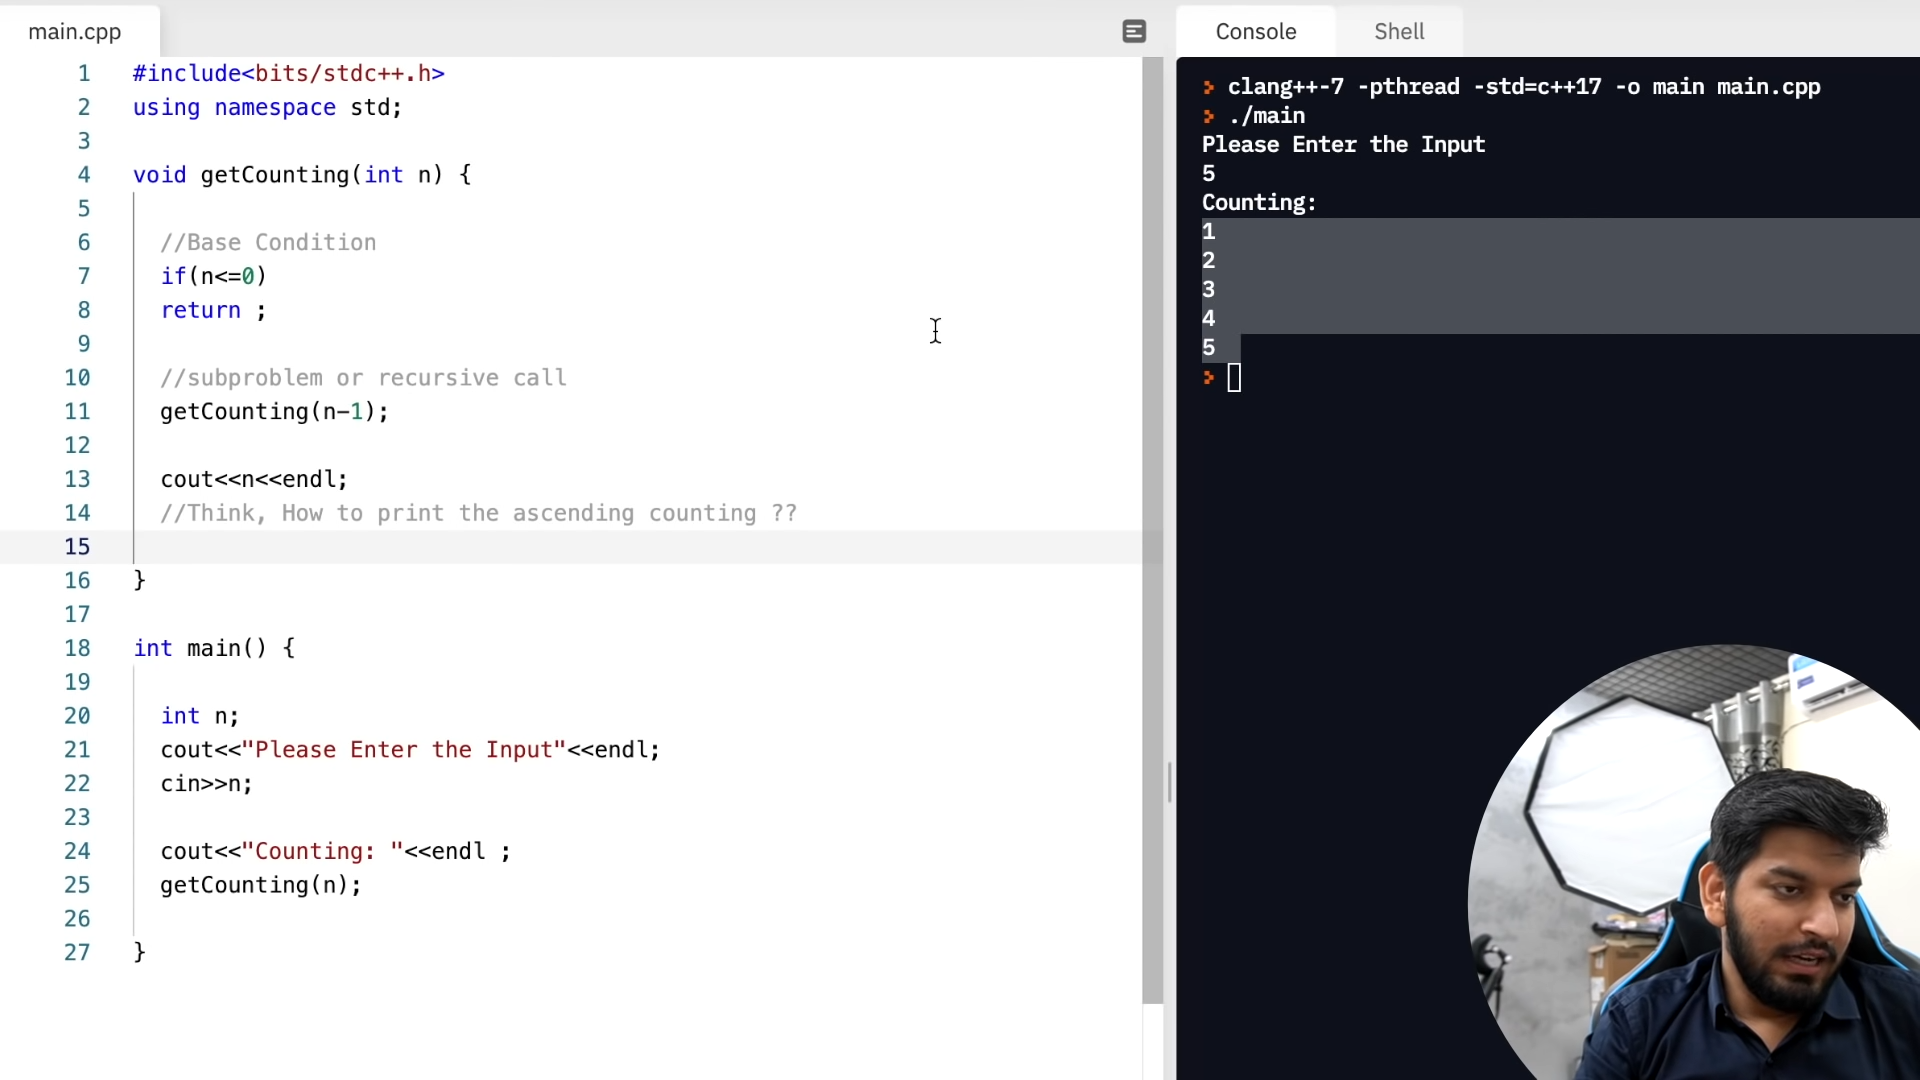 main.cpp
1 #include<bits/stdc++.h>
2 using namespace std;
3
4 void getCounting(int n) {
5
6 //Base Condition
7 if(n<=0)
8 return ;
9
10 //subproblem or recursive call
11 getCounting(n-1);
12
13 cout<<n<<endl;
14 //Think, How to print the ascending counting ??
15
16 }
17
18 int main() {
19
20 int n;
21 cout<<"Please Enter the Input"<<endl;
22 cin>>n;
23
24 cout<<"Counting: "<<endl ;
25 getCounting(n);
26
27 }
Console Shell
> clang++-7 -pthread -std=c++17 -o main main.cpp
> ./main
Please Enter the Input
5
Counting:
1
2
3
4
5
>